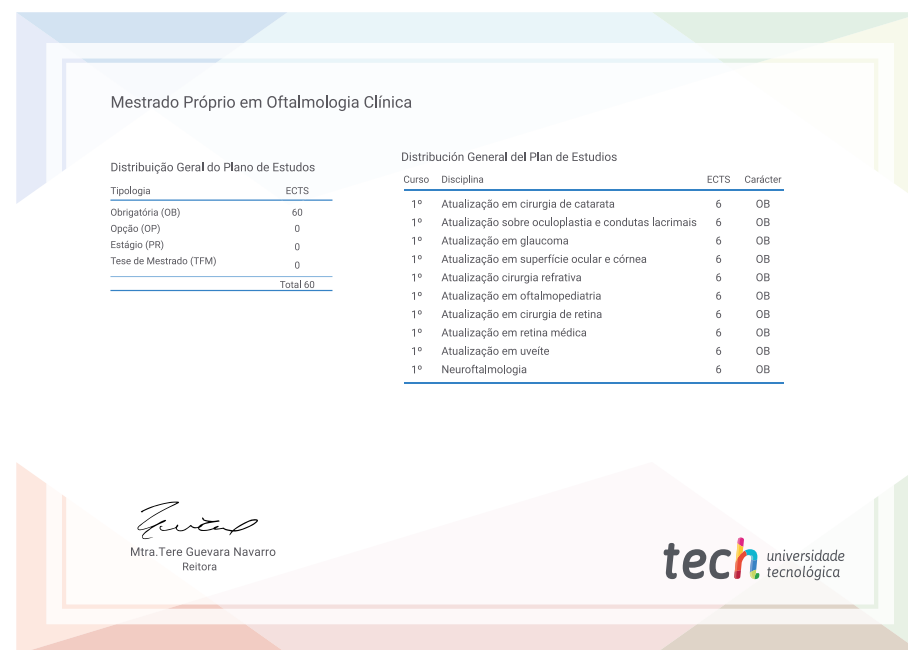 Mestrado Próprio em Oftalmologia Clínica
Distribuição Geral do Plano de Estudos
Tipologia ECTS
Obrigatória (OB) 60
Opção (OP) 0
Estágio (PR) 0
Tese de Mestrado (TFM) 0
Total 60
Distribución General del Plan de Estudios
Curso Disciplina ECTS Carácter
1º Atualização em cirurgia de catarata 6 OB
1º Atualização sobre oculoplastia e condutas lacrimais 6 OB
1º Atualização em glaucoma 6 OB
1º Atualização em superfície ocular e córnea 6 OB
1º Atualização cirurgia refrativa 6 OB
1º Atualização em oftalmopediatria 6 OB
1º Atualização em cirurgia de retina 6 OB
1º Atualização em retina médica 6 OB
1º Atualização em uveíte 6 OB
1º Neuroftalmologia 6 OB
Mtra.Tere Guevara Navarro
Reitora
tech universidade
tecnológica